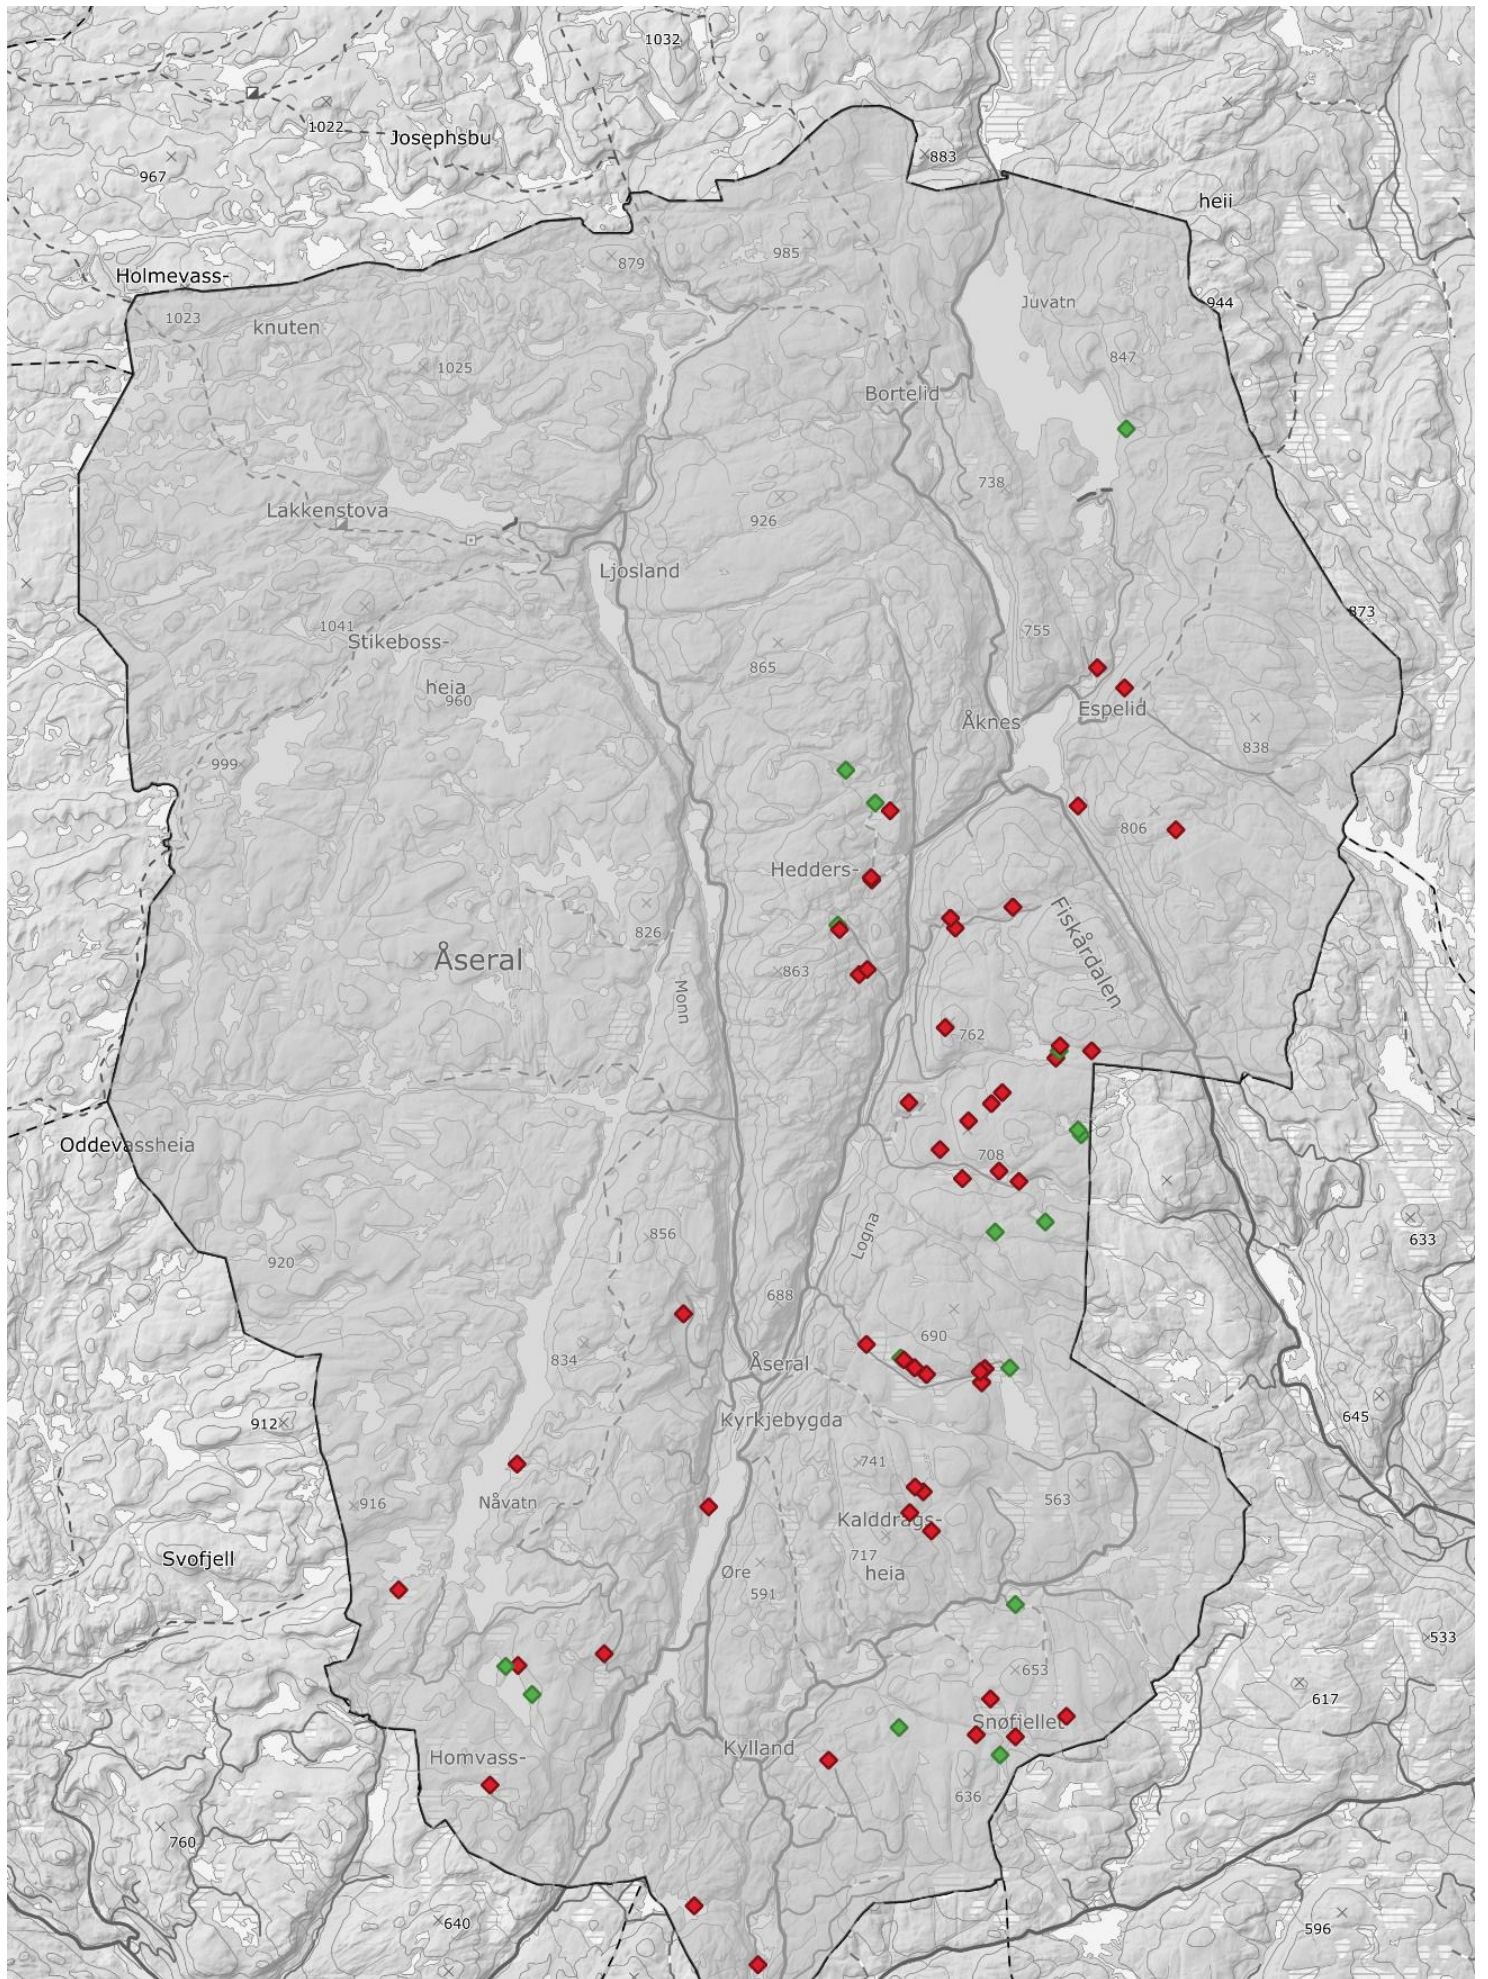 1032
1022
Josephsbu
883
967
heii
985
879
Holmevass-
944
Juvatn
1023
knuten
847
1025
Bortelid
738
Lakkenstova
926
Ljosland
873
1041
755
Stikeboss-
865
heia
960
Espelid
Åknes
838
999
806
Hedders-
Fiskårdalen
826
Åseral
863
Monn
762
Oddevassheia
708
Logna
856
633
920
688
690
834
Åseral
645
912
Kyrkjebygda
741
563
916
Nåvatn
Kalddrags-
717
Svofjell
Øre
heia
591
533
653
617
Snøfjellet
Kylland
Homvass-
636
760
640
596